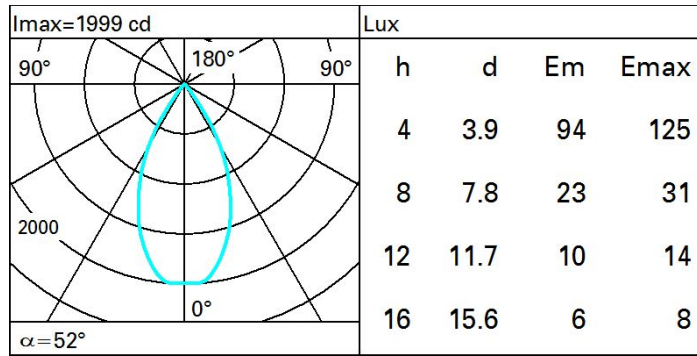 Imax=1999 cd
90°
180°
90°
2000
0°
α=52°
Lux
h d Em Emax
4 3.9 94 125
8 7.8 23 31
12 11.7 10 14
16 15.6 6 8